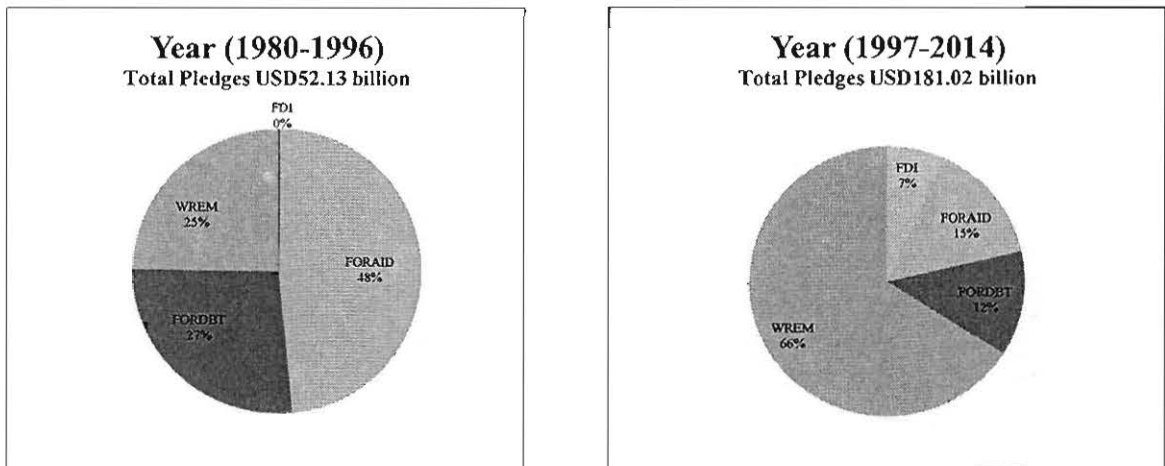 Year (1980-1996)
Total Pledges USD52.13 billion
FDI
0%
WREM
25%
FORAID
48%
FORDBT
27%
Year (1997-2014)
Total Pledges USD181.02 billion
FDI
7%
FORAID
15%
FORDBT
12%
WREM
66%